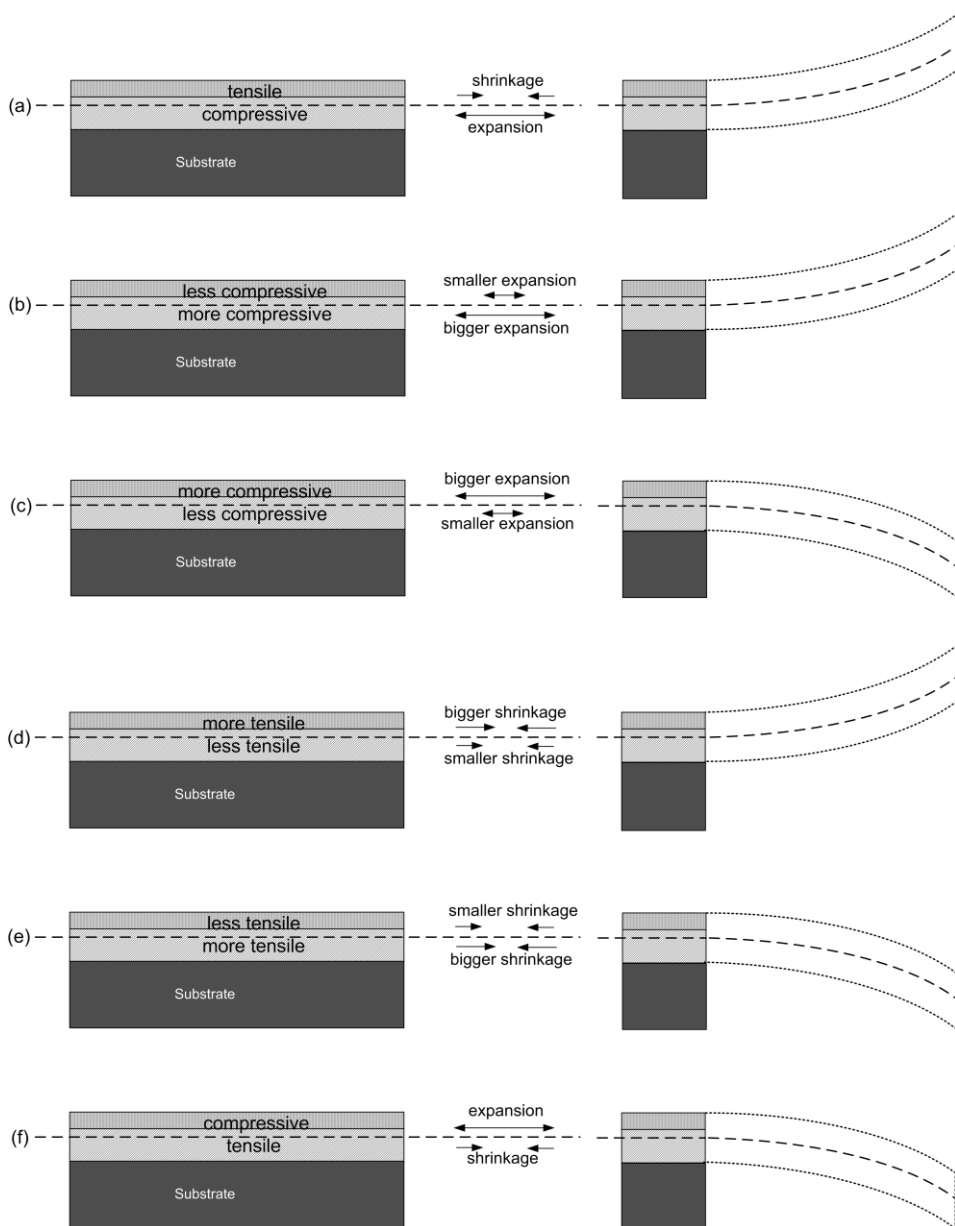 shrinkage
tensile
(a)
compressive
expansion
Substrate
smaller expansion
less compressive
(b)
more compressive
bigger expansion
Substrate
bigger expansion
more compressive
(c)
less compressive
smaller expansion
Substrate
bigger shrinkage
more tensile
(d)
less tensile
smaller shrinkage
Substrate
smaller shrinkage
less tensile
(e)
more tensile
bigger shrinkage
Substrate
expansion
compressive
(f)
tensile
shrinkage
Substrate